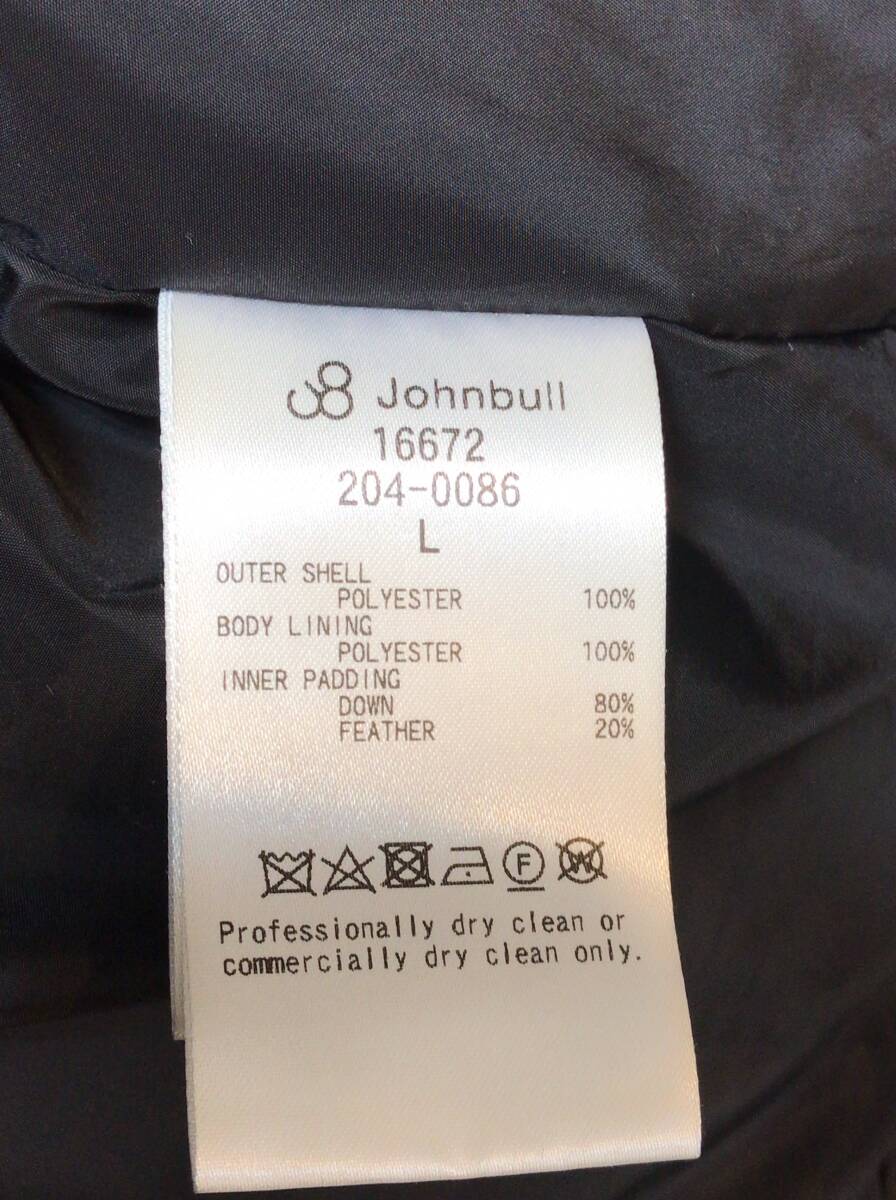 Johnbull
16672
204-0086
L
OUTER SHELL
POLYESTER 100%
BODY LINING
POLYESTER 100%
INNER PADDING
DOWN 80%
FEATHER 20%
F W
Professionally dry clean or
commercially dry clean only.